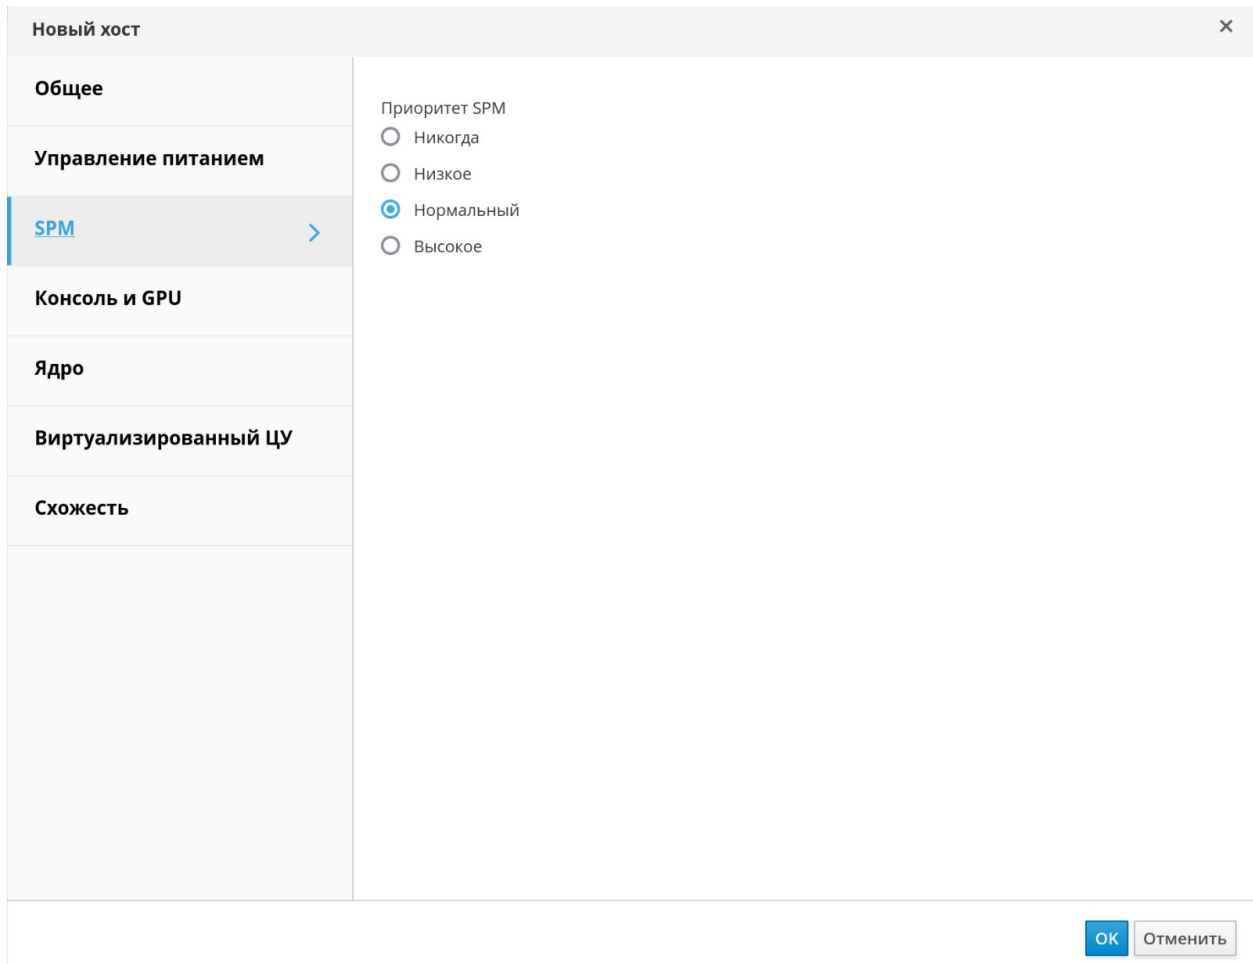 Новый хост
Общее
Управление питанием
SPM
Консоль и GPU
Ядро
Виртуализированный ЦУ
Схожесть
Приоритет SPM
Никогда
Низкое
Нормальный
Высокое
ОК
Отменить